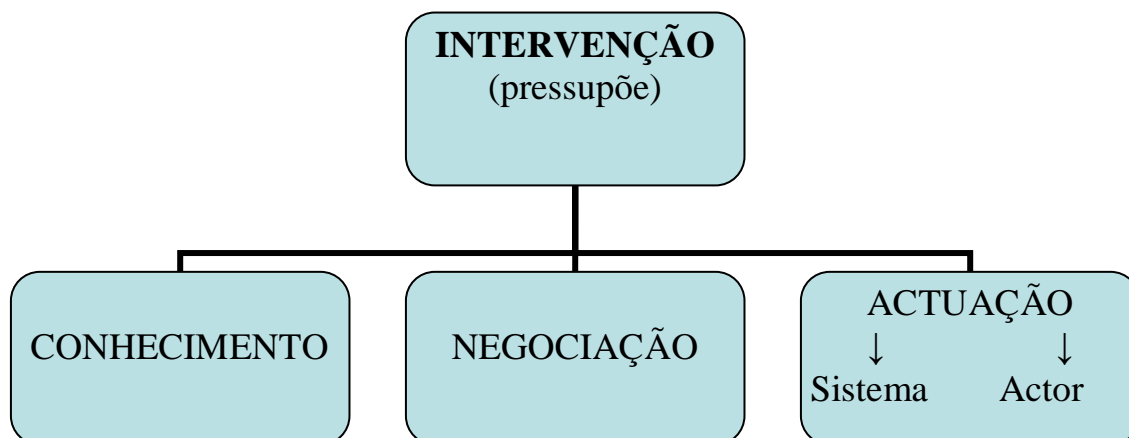 INTERVENÇÃO
(pressupõe)
CONHECIMENTO
NEGOCIAÇÃO
ACTUAÇÃO
↓ ↓
Sistema Actor